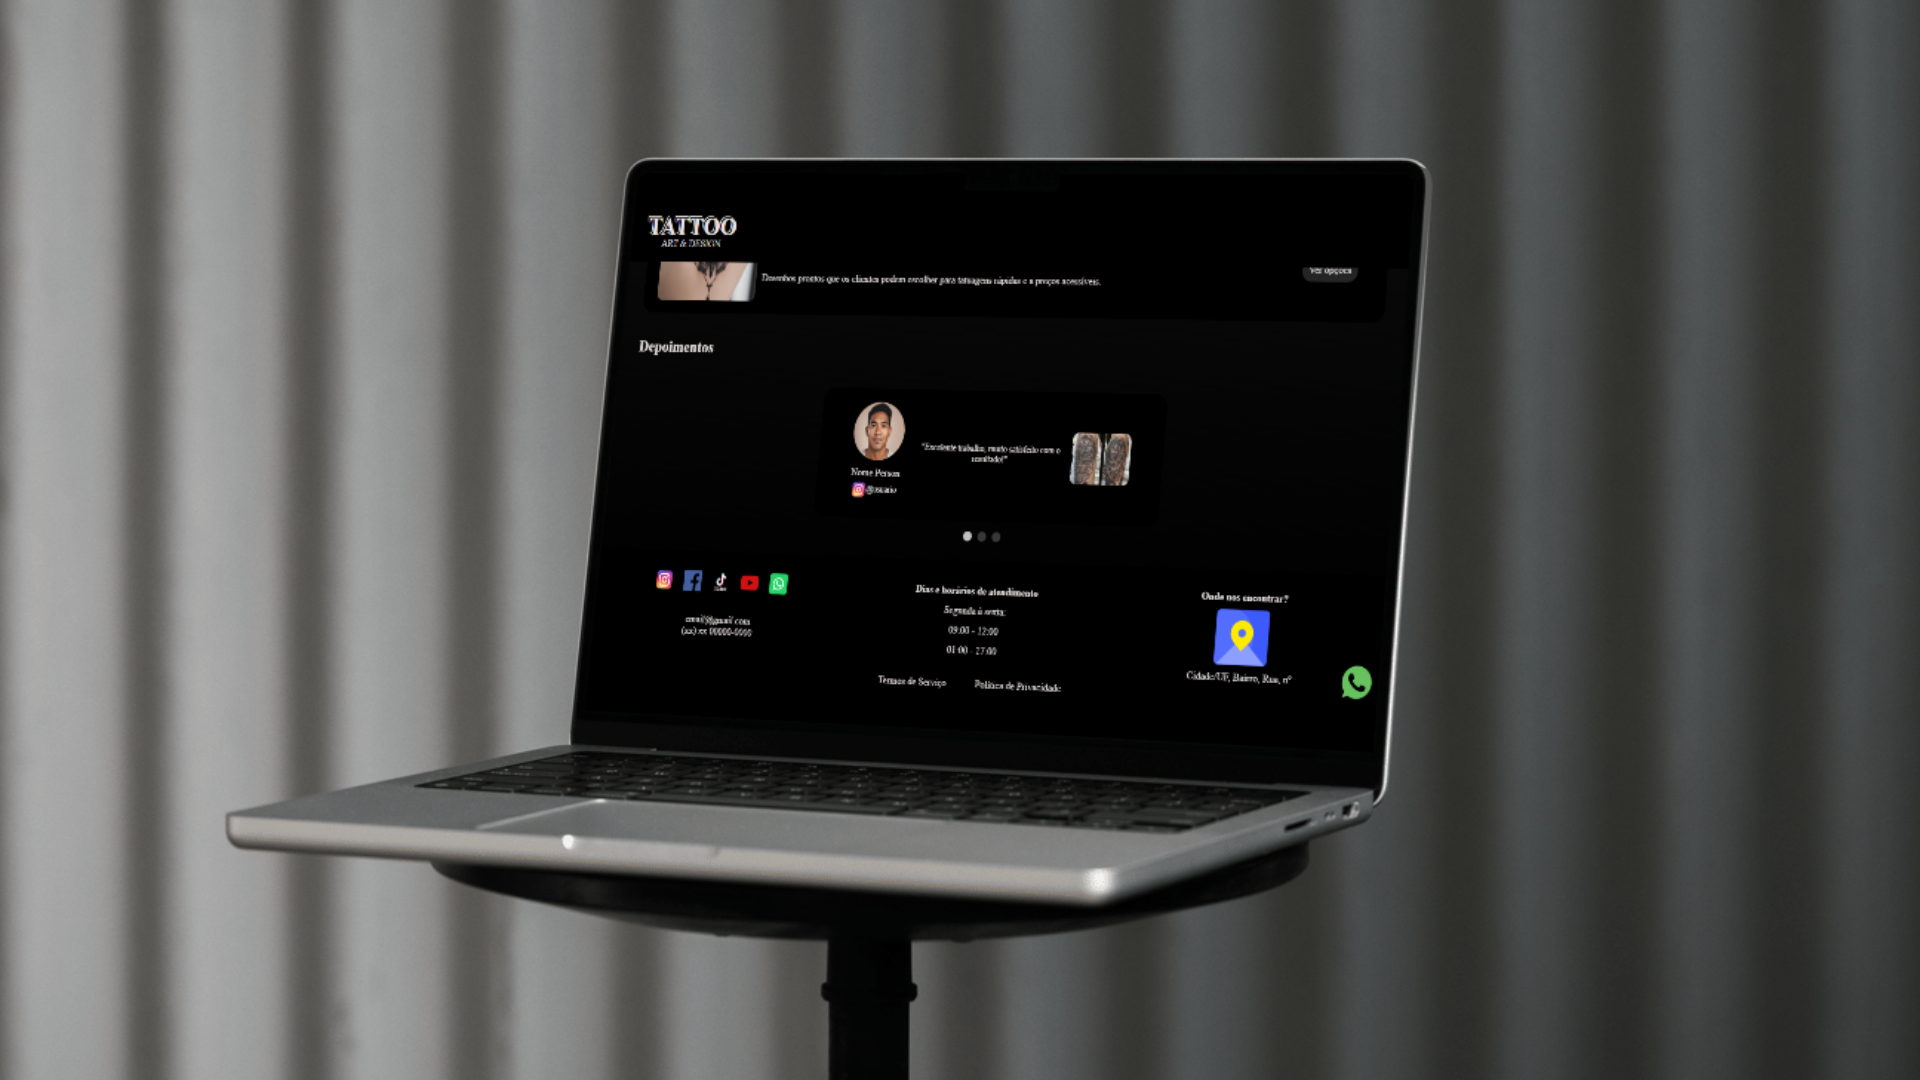 TATTOO
ART & DESIGN
Desenhos prontos que os clientes podem escolher para tatuagens rápidas e a preços acessíveis.
Ver opções
Depoimentos
"Excelente trabalho, muito satisfeito com o
resultado!"
Nome Person
@usuario
email@gmail.com
(xx) xx 00000-0000
Dias e horários de atendimento
Segunda à sexta:
09:00 - 12:00
01:00 - 17:00
Termos de Serviço
Política de Privacidade
Onde nos encontrar?
Cidade/UF, Bairro, Rua, nº